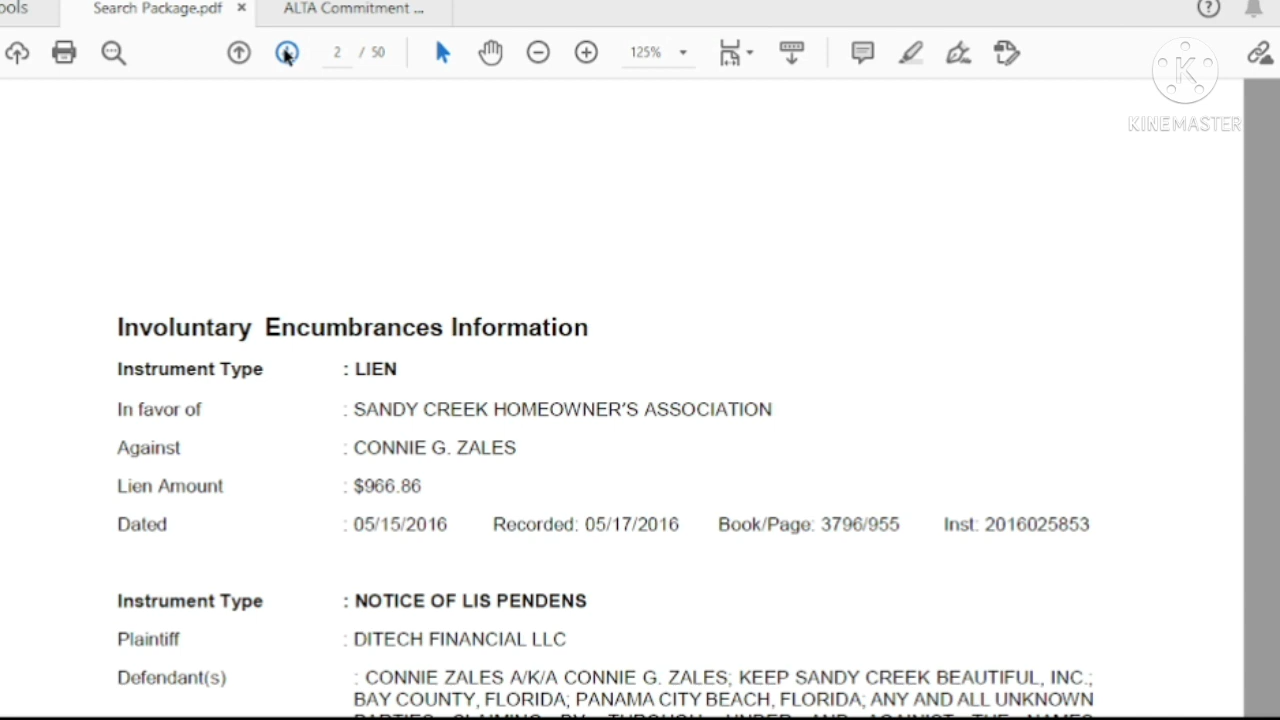 ools Search Package.pdf × ALTA Commitment ...
2 / 50 125%
K
KINEMASTER
Involuntary Encumbrances Information
Instrument Type : LIEN
In favor of : SANDY CREEK HOMEOWNER'S ASSOCIATION
Against : CONNIE G. ZALES
Lien Amount : $966.86
Dated : 05/15/2016 Recorded: 05/17/2016 Book/Page: 3796/955 Inst: 2016025853
Instrument Type : NOTICE OF LIS PENDENS
Plaintiff : DITECH FINANCIAL LLC
Defendant(s) : CONNIE ZALES A/K/A CONNIE G. ZALES; KEEP SANDY CREEK BEAUTIFUL, INC.;
BAY COUNTY, FLORIDA; PANAMA CITY BEACH, FLORIDA; ANY AND ALL UNKNOWN